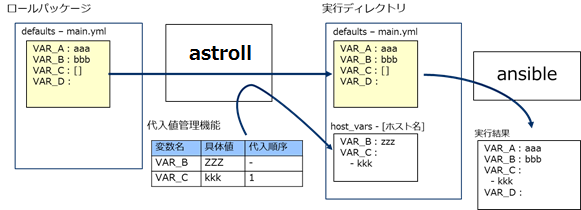 ロールパッケージ
defaults – main.yml
VAR_A : aaa
VAR_B : bbb
VAR_C : []
VAR_D :
astroll
代入値管理機能
変数名 具体値 代入順序
VAR_B ZZZ -
VAR_C kkk 1
実行ディレクトリ
defaults – main.yml
VAR_A : aaa
VAR_B : bbb
VAR_C : []
VAR_D :
host_vars - [ホスト名]
VAR_B : zzz
VAR_C :
- kkk
ansible
実行結果
VAR_A : aaa
VAR_B : bbb
VAR_C :
- kkk
VAR_D :